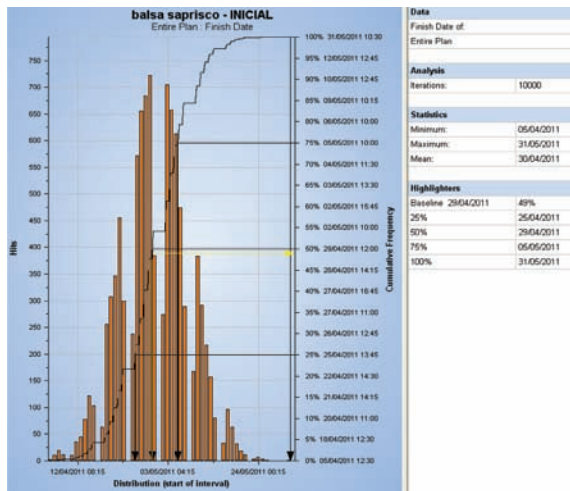 balsa saprisco - INICIAL
Entire Plan : Finish Date
750
700
650
600
550
500
450
400
350
300
250
200
150
100
50
0
Hits
12/04/2011 00:15
03/05/2011 04:15
24/05/2011 00:15
Distribution (start of interval)
100% 31/05/2011 10:30
95% 12/05/2011 12:45
90% 10/05/2011 12:45
85% 09/05/2011 10:15
80% 06/05/2011 10:00
75% 05/05/2011 10:00
70% 04/05/2011 11:30
65% 03/05/2011 13:30
60% 02/05/2011 15:45
55% 02/05/2011 10:00
50% 29/04/2011 12:00
45% 28/04/2011 14:15
40% 27/04/2011 16:45
35% 27/04/2011 11:00
30% 26/04/2011 12:45
25% 25/04/2011 13:45
20% 22/04/2011 14:30
15% 21/04/2011 14:15
10% 20/04/2011 11:00
5% 18/04/2011 12:30
0% 05/04/2011 12:30
Cumulative Frequency
Data
Finish Date of:
Entire Plan
Analysis
Iterations: 10000
Statistics
Minimum: 05/04/2011
Maximum: 31/05/2011
Mean: 30/04/2011
Highlighters
Baseline 29/04/2011 49%
25% 25/04/2011
50% 29/04/2011
75% 05/05/2011
100% 31/05/2011